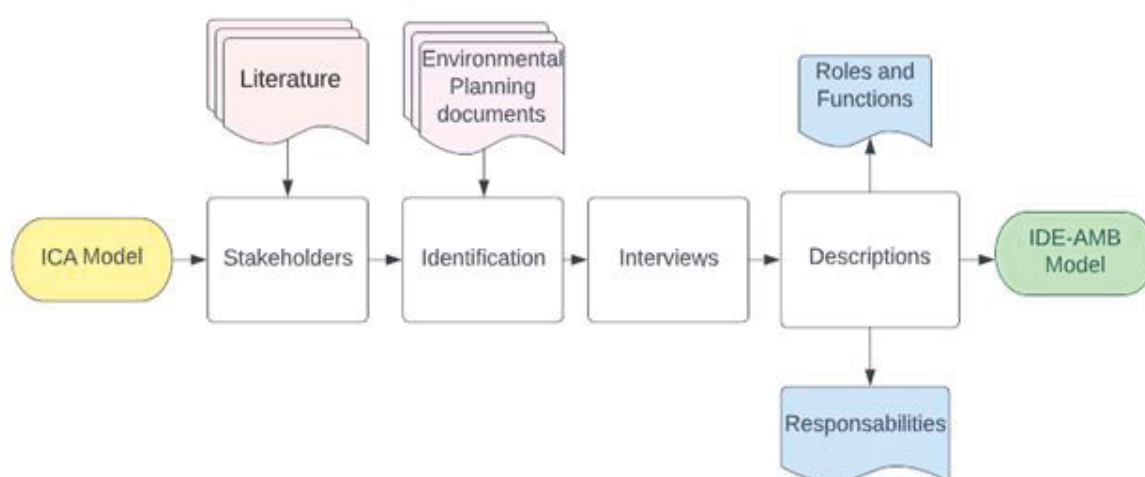 Literature
Environmental
Planning
documents
Roles and
Functions
ICA Model
Stakeholders
Identification
Interviews
Descriptions
IDE-AMB
Model
Responsabilities